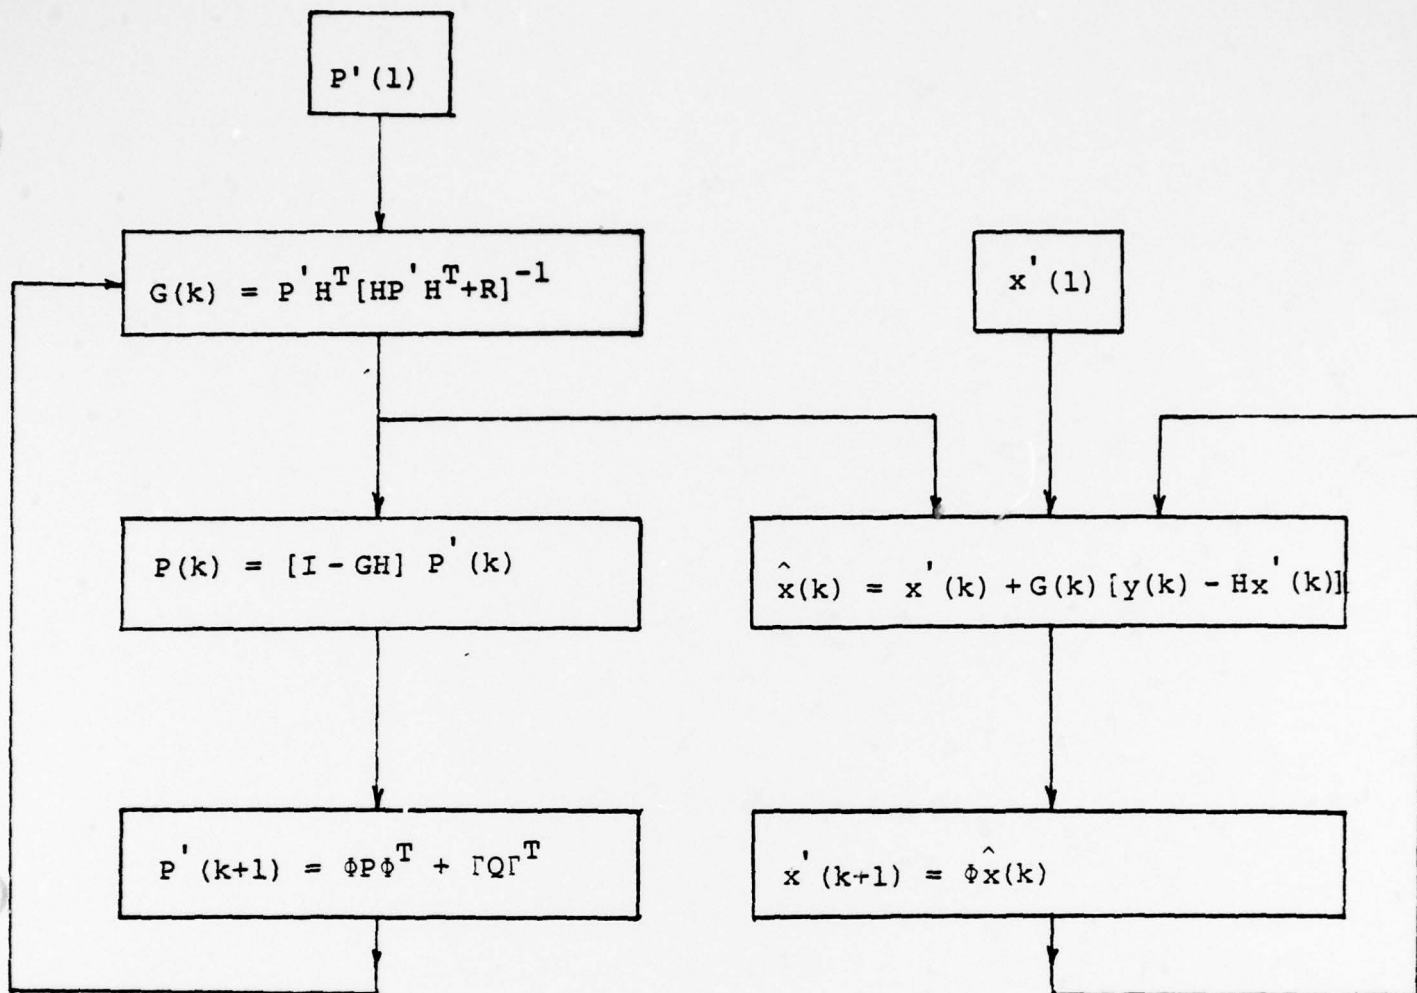 P'(1)
G(k) = P'H^T[HP'H^T+R]^-1
x'(1)
P(k) = [I - GH] P'(k)
x̂(k) = x'(k) + G(k)[y(k) - Hx'(k)]
P'(k+1) = ΦPΦ^T + ΓQΓ^T
x'(k+1) = Φx̂(k)